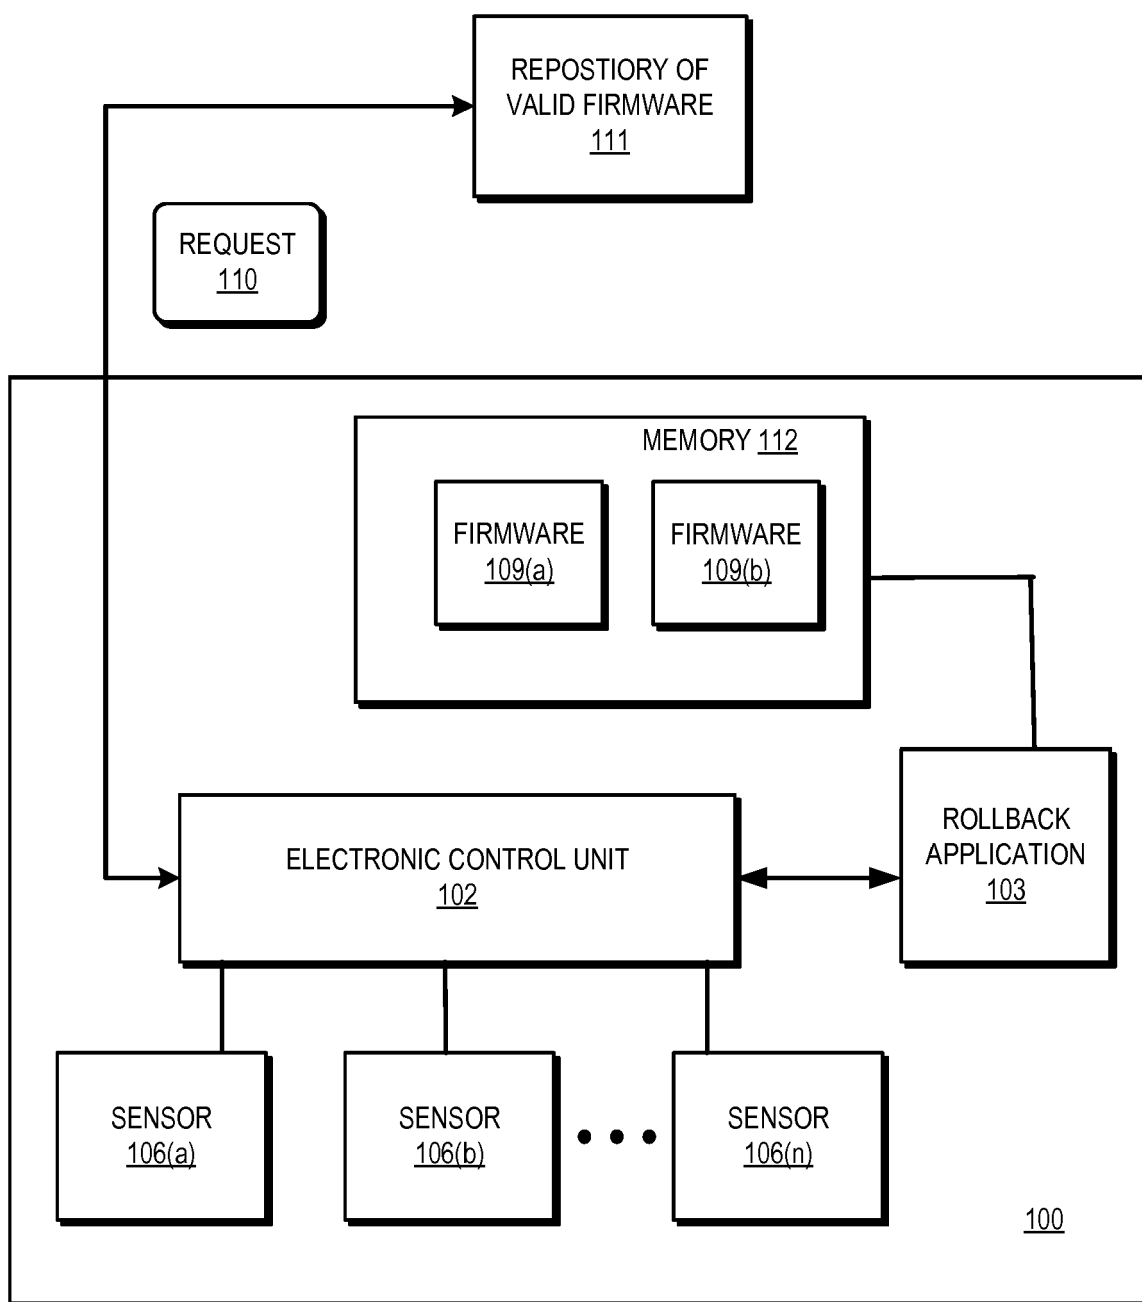 REPOSTIORY OF
VALID FIRMWARE
111
REQUEST
110
MEMORY 112
FIRMWARE
109(a)
FIRMWARE
109(b)
ELECTRONIC CONTROL UNIT
102
ROLLBACK
APPLICATION
103
SENSOR
106(a)
SENSOR
106(b)
SENSOR
106(n)
100